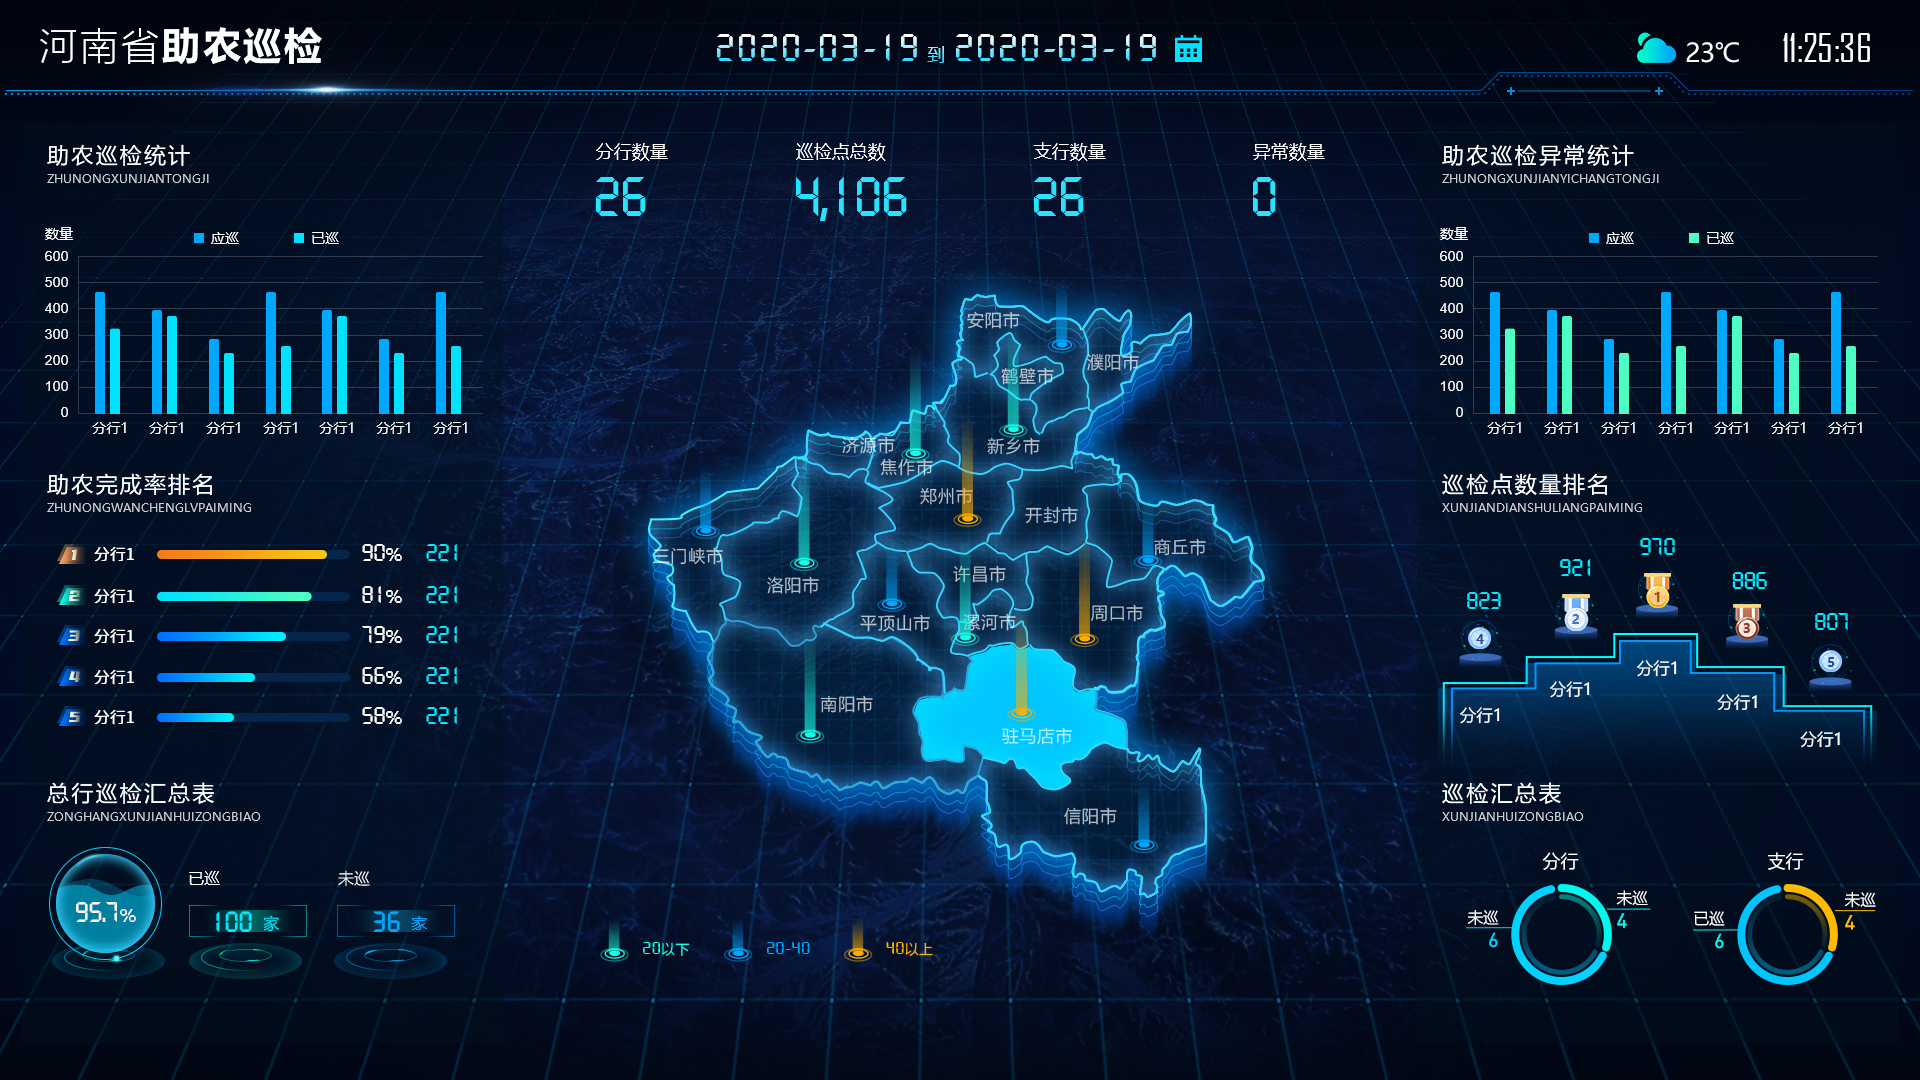 河南省助农巡检
2020-03-19 到 2020-03-19
23℃
11:25:36
助农巡检统计
ZHUNONGXUNJIANTONGJI
数量
应巡 已巡
600
500
400
300
200
100
0
分行1 分行1 分行1 分行1 分行1 分行1 分行1
助农完成率排名
ZHUNONGWANCHENGLVPAIMING
1 分行1 90% 221
2 分行1 81% 221
3 分行1 79% 221
4 分行1 66% 221
5 分行1 58% 221
总行巡检汇总表
ZONGHANGXUNJIANHUIZONGBIAO
95.7%
已巡
100 家
未巡
36 家
分行数量
26
巡检点总数
4,106
支行数量
26
异常数量
0
安阳市
濮阳市
鹤壁市
济源市
新乡市
焦作市
郑州市
开封市
三门峡市
商丘市
洛阳市
许昌市
平顶山市
漯河市
周口市
南阳市
驻马店市
信阳市
20以下
20-40
40以上
助农巡检异常统计
ZHUNONGXUNJIANYICHANGTONGJI
数量
应巡 已巡
600
500
400
300
200
100
0
分行1 分行1 分行1 分行1 分行1 分行1 分行1
巡检点数量排名
XUNJIANDIANSHULIANGPAIMING
823
921
970
886
807
4
2
1
3
5
分行1
分行1
分行1
分行1
分行1
巡检汇总表
XUNJIANHUIZONGBIAO
分行
未巡
6
未巡
4
支行
已巡
6
未巡
4